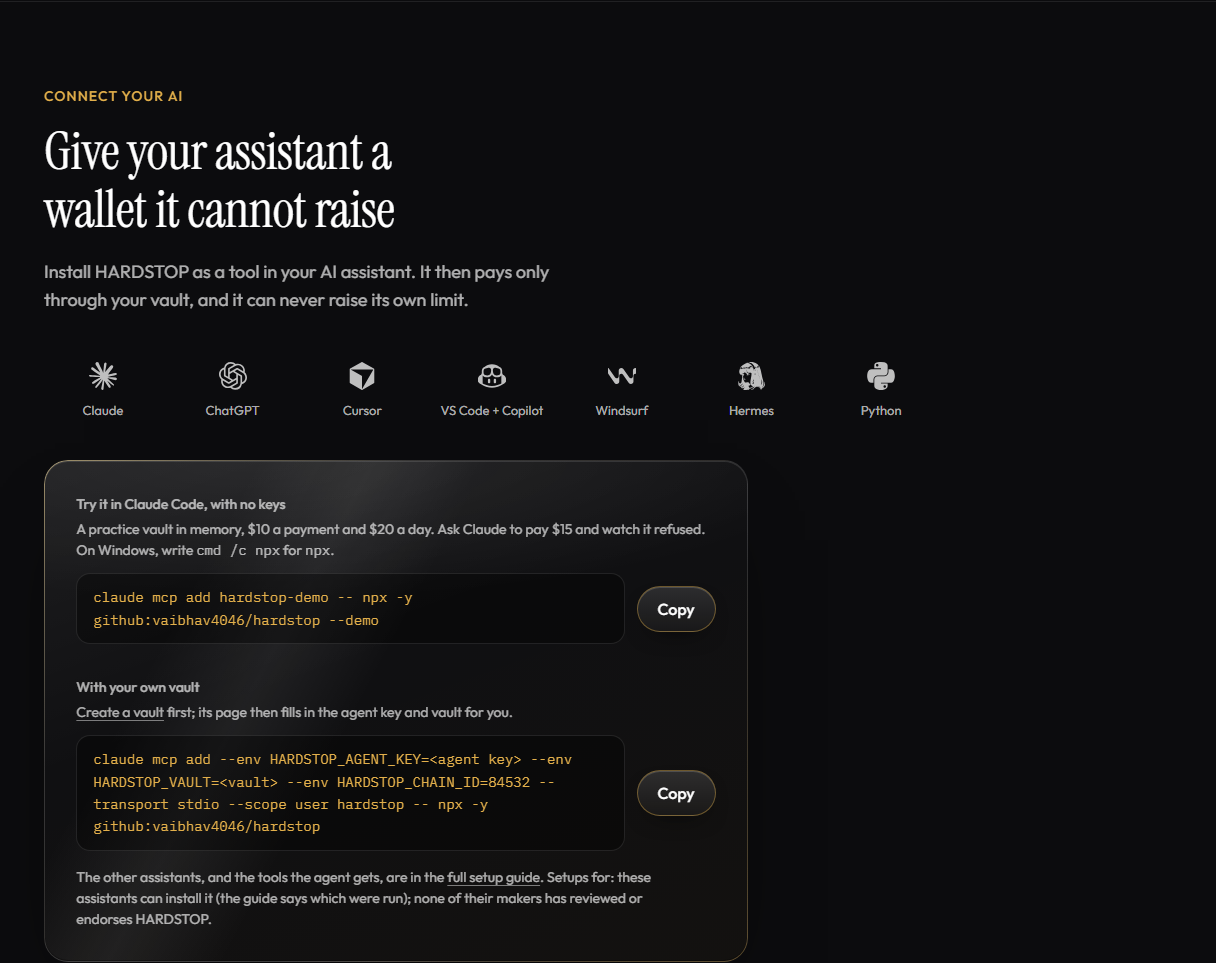 CONNECT YOUR AI
Give your assistant a
wallet it cannot raise
Install HARDSTOP as a tool in your AI assistant. It then pays only
through your vault, and it can never raise its own limit.
Claude ChatGPT Cursor VS Code + Copilot Windsurf Hermes Python
Try it in Claude Code, with no keys
A practice vault in memory, $10 a payment and $20 a day. Ask Claude to pay $15 and watch it refused.
On Windows, write cmd /c npx for npx.
claude mcp add hardstop-demo -- npx -y
github:vaibhav4046/hardstop --demo
Copy
With your own vault
Create a vault first; its page then fills in the agent key and vault for you.
claude mcp add --env HARDSTOP_AGENT_KEY=<agent key> --env
HARDSTOP_VAULT=<vault> --env HARDSTOP_CHAIN_ID=84532 --
transport stdio --scope user hardstop -- npx -y
github:vaibhav4046/hardstop
Copy
The other assistants, and the tools the agent gets, are in the full setup guide. Setups for: these
assistants can install it (the guide says which were run); none of their makers has reviewed or
endorses HARDSTOP.